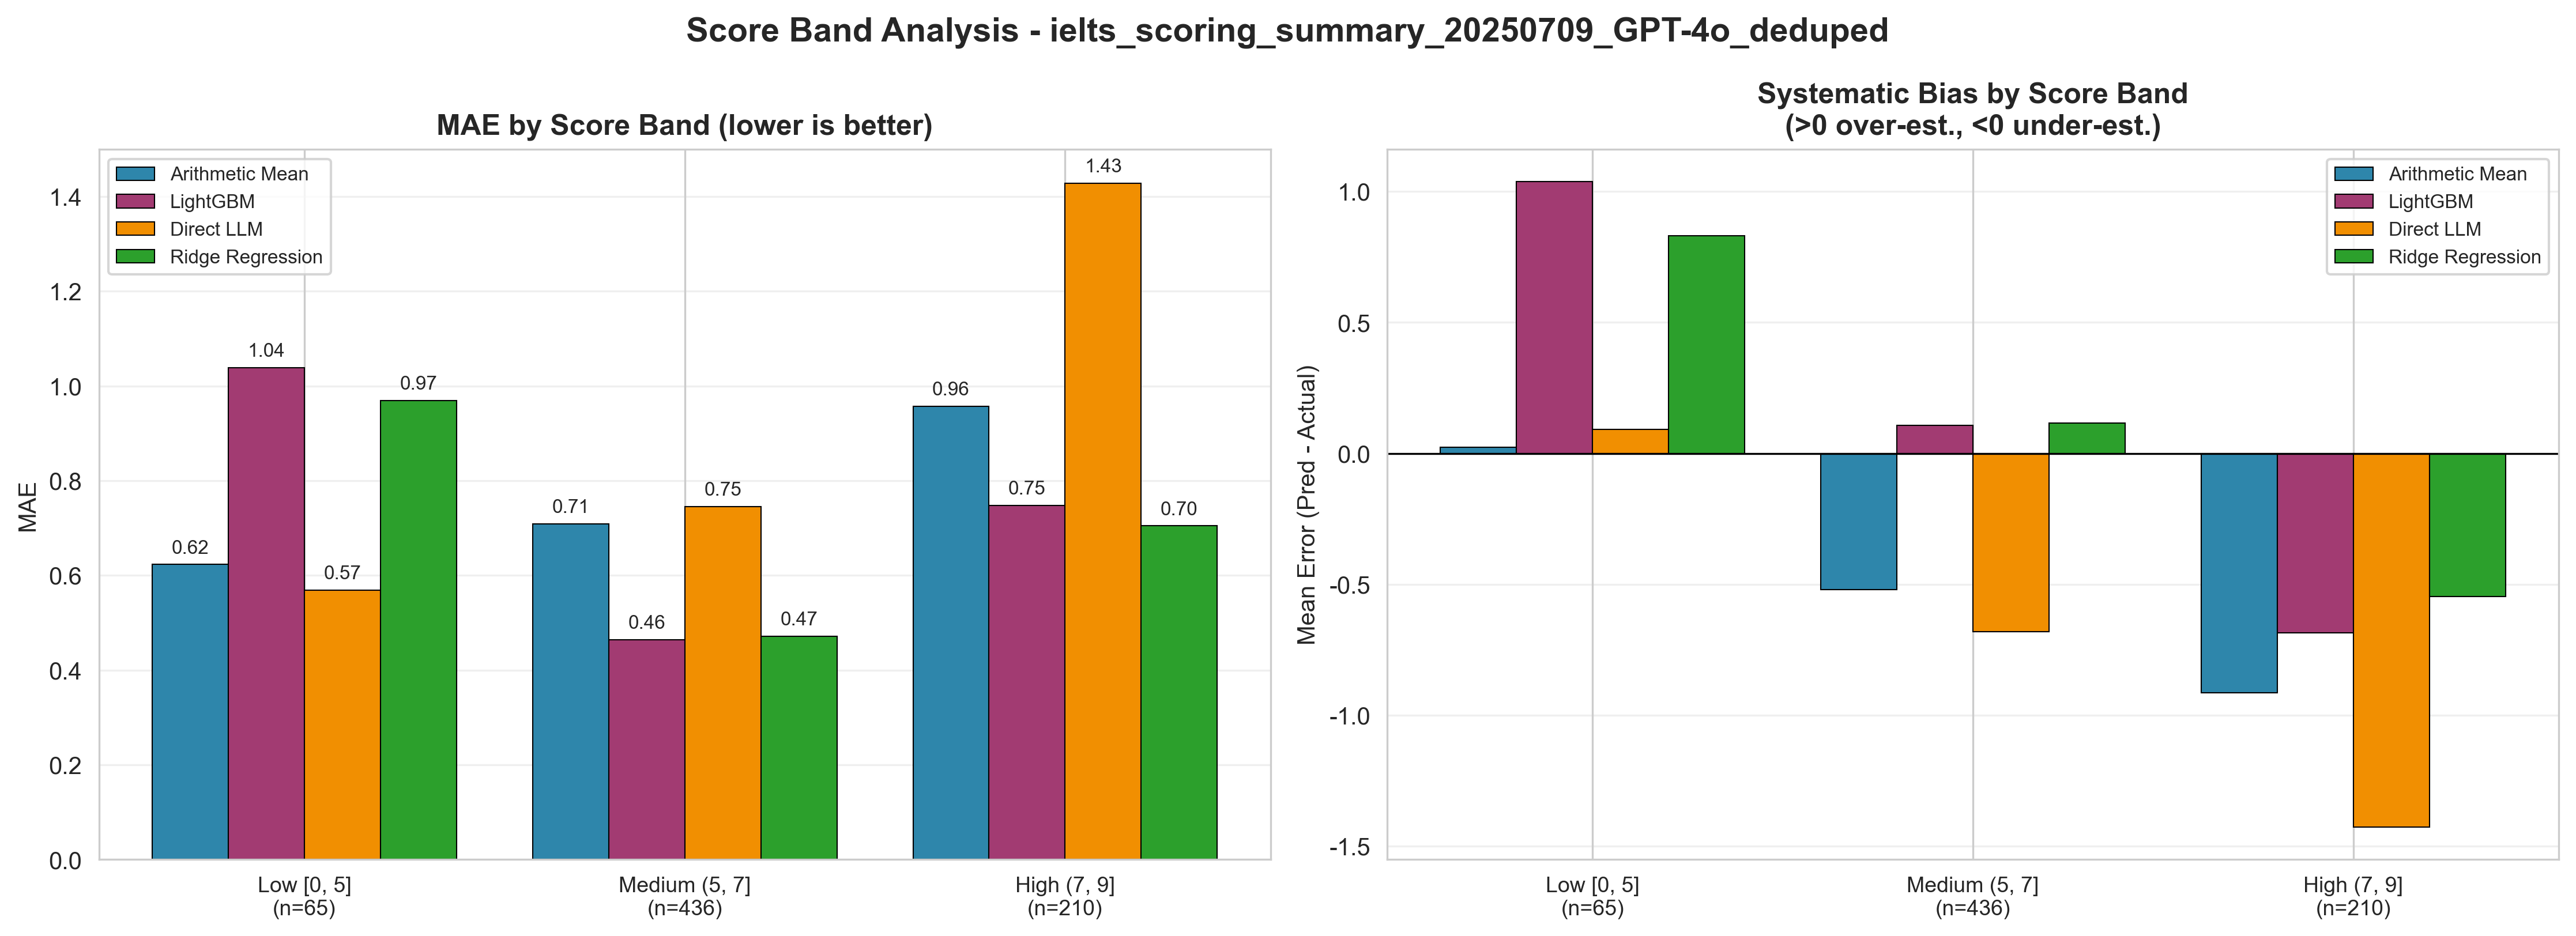 Score Band Analysis - ielts_scoring_summary_20250709_GPT-4o_deduped
MAE by Score Band (lower is better)
Arithmetic Mean
LightGBM
Direct LLM
Ridge Regression
MAE
1.4
1.2
1.0
0.8
0.6
0.4
0.2
0.0
0.62
1.04
0.57
0.97
0.71
0.46
0.75
0.47
0.96
0.75
1.43
0.70
Low [0, 5]
(n=65)
Medium (5, 7]
(n=436)
High (7, 9]
(n=210)
Systematic Bias by Score Band
(>0 over-est., <0 under-est.)
Arithmetic Mean
LightGBM
Direct LLM
Ridge Regression
Mean Error (Pred - Actual)
1.0
0.5
0.0
-0.5
-1.0
-1.5
Low [0, 5]
(n=65)
Medium (5, 7]
(n=436)
High (7, 9]
(n=210)